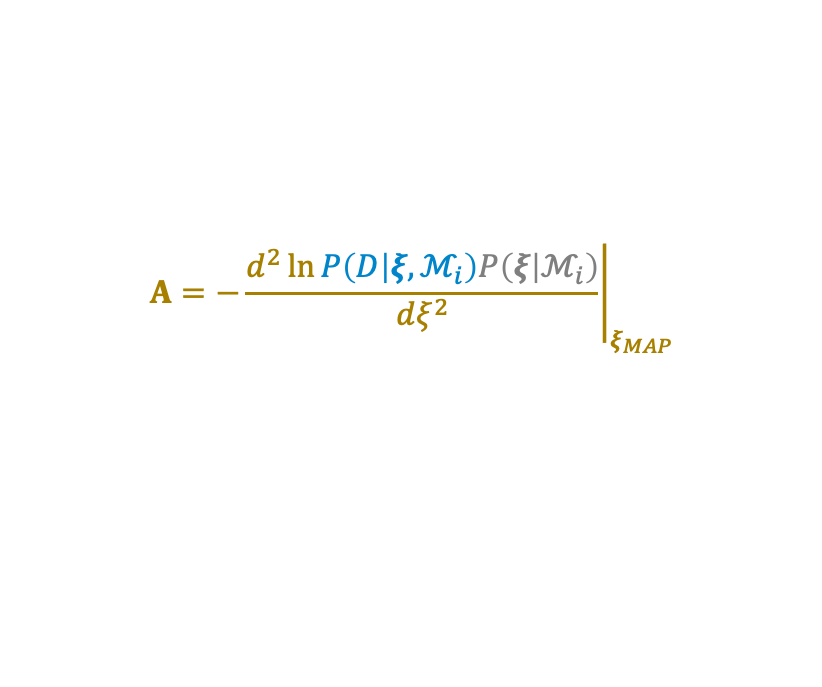 𝐀 = − d² ln P(D|𝝃, ℳᵢ)P(𝝃|ℳᵢ) / dξ² |𝝃_MAP